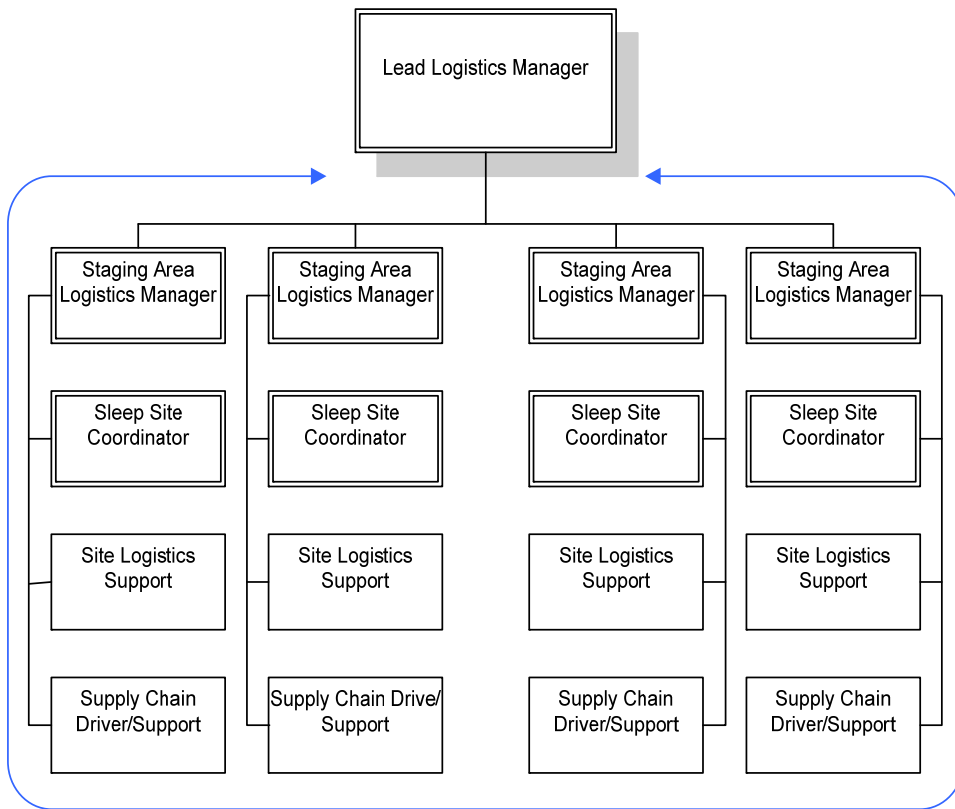 Lead Logistics Manager
Staging Area
Logistics Manager
Staging Area
Logistics Manager
Staging Area
Logistics Manager
Staging Area
Logistics Manager
Sleep Site
Coordinator
Sleep Site
Coordinator
Sleep Site
Coordinator
Sleep Site
Coordinator
Site Logistics
Support
Site Logistics
Support
Site Logistics
Support
Site Logistics
Support
Supply Chain
Driver/Support
Supply Chain Drive/
Support
Supply Chain
Driver/Support
Supply Chain
Driver/Support